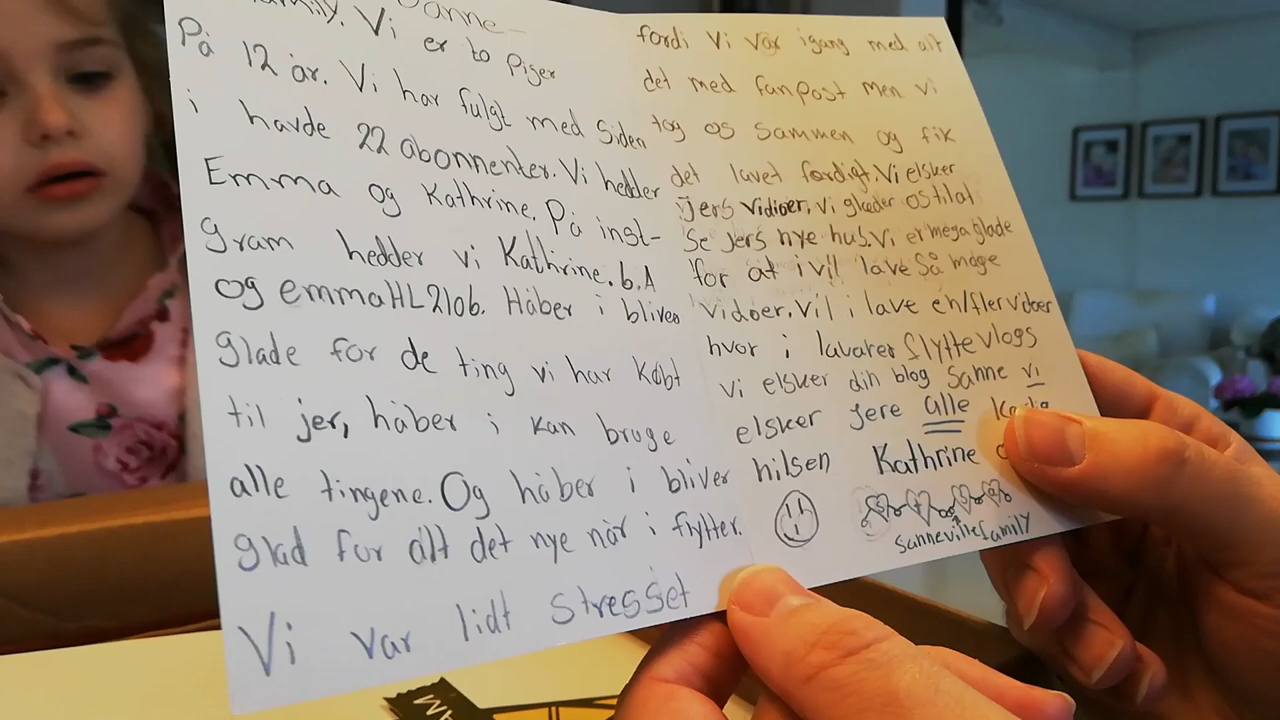 family. Vi er to Piger
På 12 år. Vi har fulgt med Siden
i havde 22 abonnenter. Vi hedder
Emma og Kathrine. På inst-
gram hedder vi Kathrine.b.A
og emmaHL2106. Håber i bliver
glade for de ting vi har Købt
til jer, håber i kan bruge
alle tingene. Og håber i bliver
glad for alt det nye når i flytter.
Vi var lidt stresset
fordi Vi var igang med alt
det med fanpost men vi
tog os sammen og fik
det lavet fordigt. Vi elsker
jers vidioer, vi glæder os til at
se jers nye hus. Vi er mega glade
for at i vil lave så mage
vidoer. Vil i lave en/fler vidoer
hvor i lavarer flytte vlogs
vi elsker din blog Sanne vi
elsker jere alle
hilsen Kathrine
sannevillefamily
AM